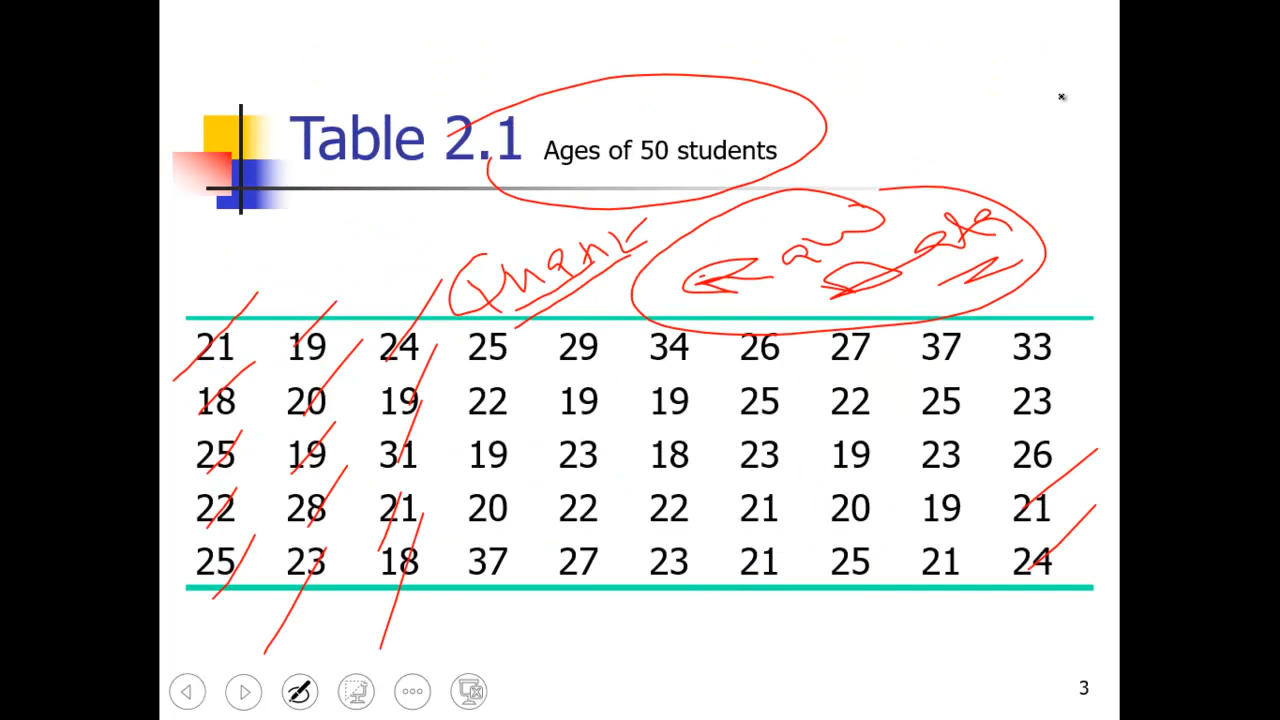 Table 2.1 Ages of 50 students
Quant
Raw Data
21 19 24 25 29 34 26 27 37 33
18 20 19 22 19 19 25 22 25 23
25 19 31 19 23 18 23 19 23 26
22 28 21 20 22 22 21 20 19 21
25 23 18 37 27 23 21 25 21 24
3